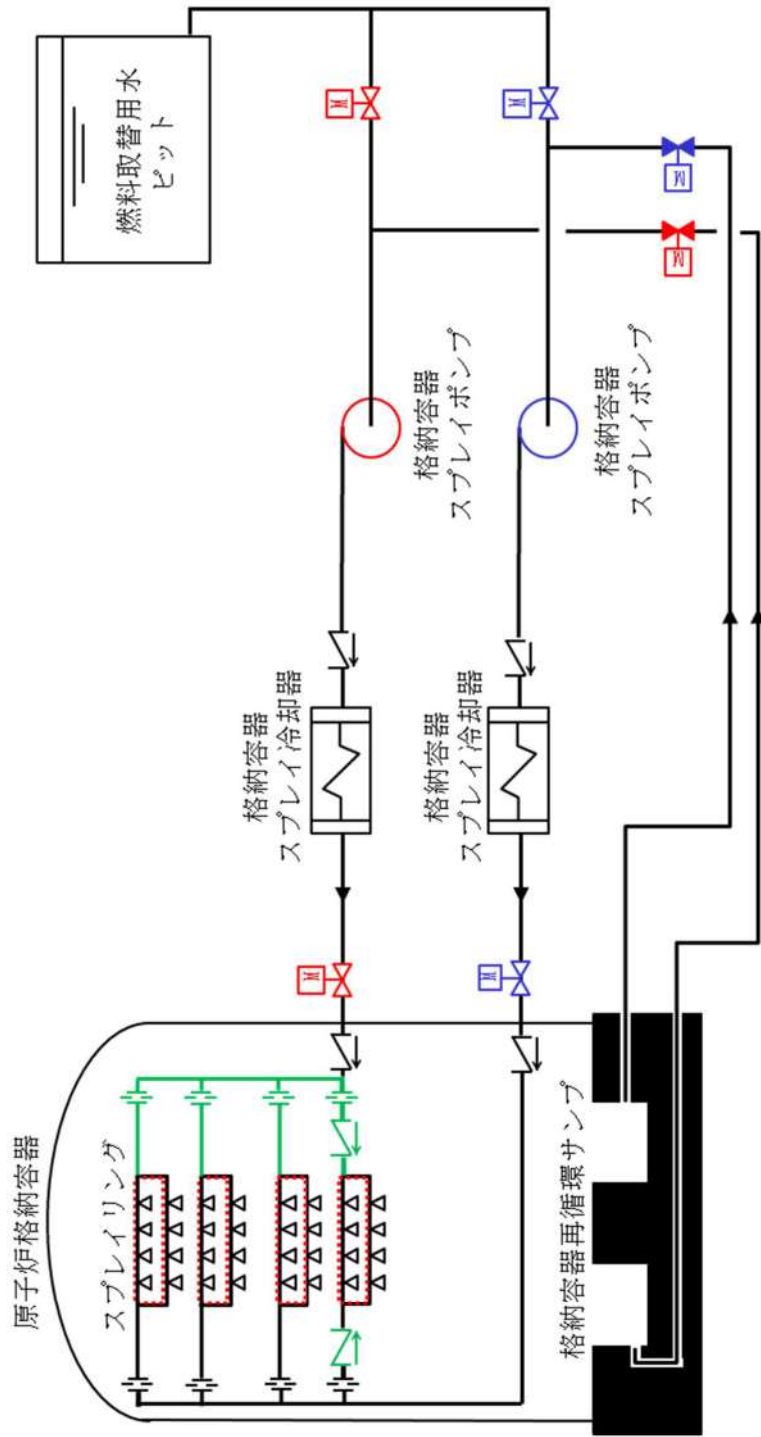 原子炉格納容器
スプレイリング
格納容器再循環サンプ
格納容器
スプレイ冷却器
格納容器
スプレイ冷却器
格納容器
スプレイポンプ
格納容器
スプレイポンプ
燃料取替用水
ピット
M
M
M
M
M
M